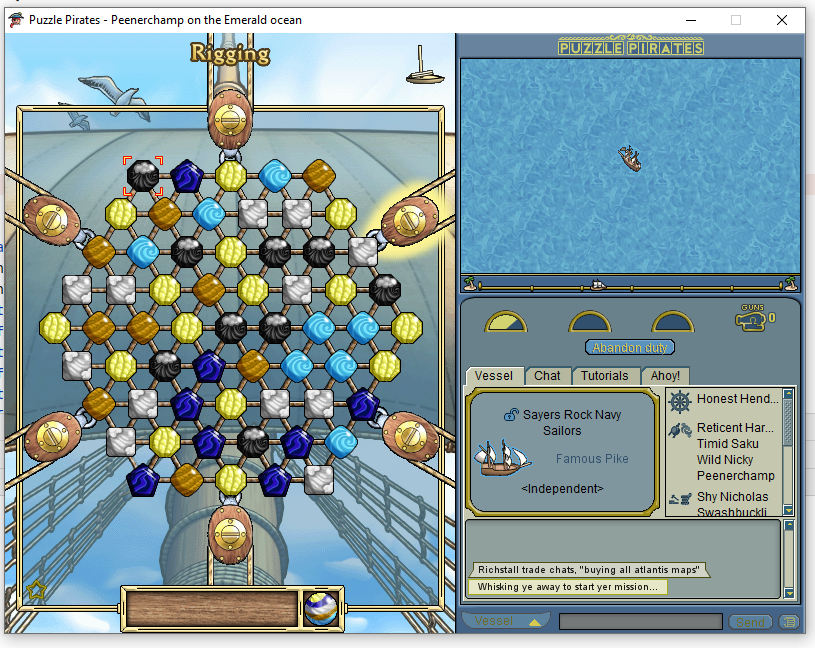 Puzzle Pirates - Peenerchamp on the Emerald ocean
Rigging
PUZZLE PIRATES
GUNS
0
Abandon duty
Vessel
Chat
Tutorials
Ahoy!
Sayers Rock Navy
Sailors
Famous Pike
<Independent>
Honest Hend...
Reticent Har...
Timid Saku
Wild Nicky
Peenerchamp
Shy Nicholas
Swashbuckli
Richstall trade chats, "buying all atlantis maps"
Whisking ye away to start yer mission...
Vessel
Send